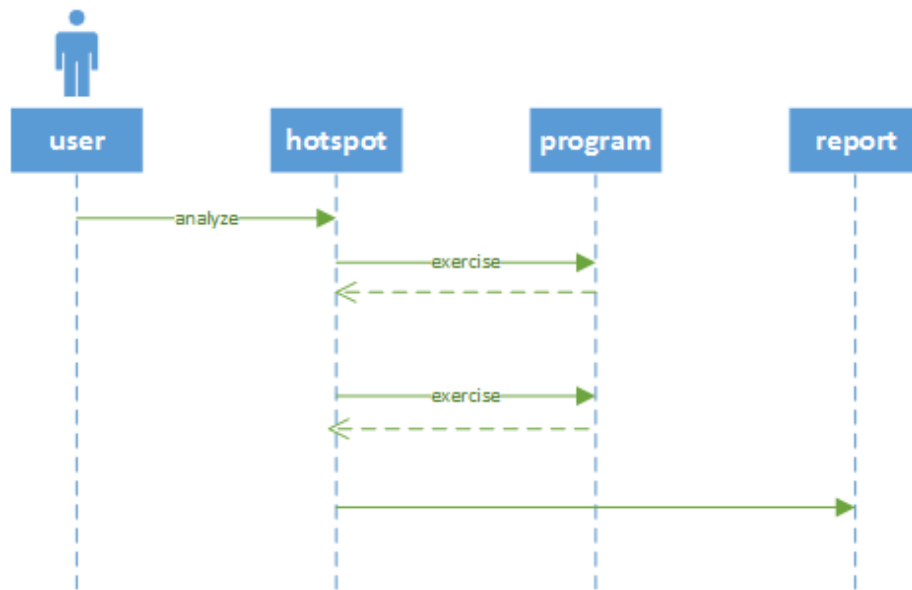 user
hotspot
program
report
analyze
exercise
exercise